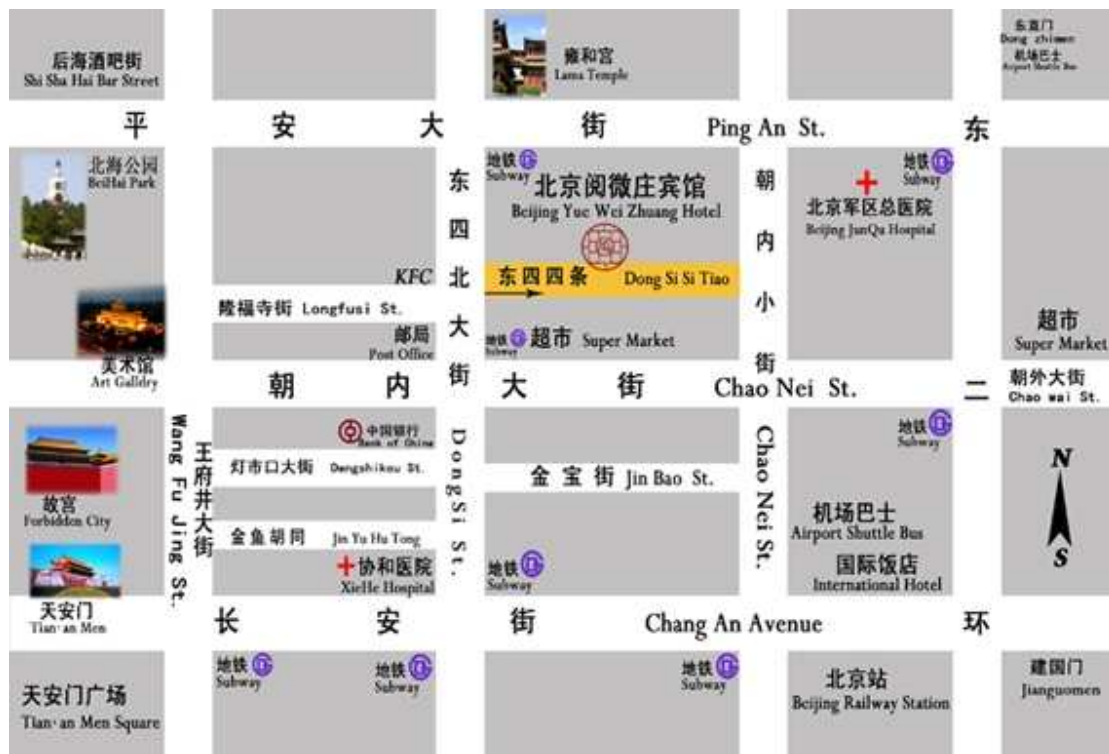 后海酒吧街
Shi Sha Hai Bar Street
雍和宫
Lama Temple
东直门
Dong zhimen
机场巴士
Airport Shuttle Bus
平安大街 Ping An St.
东二环
北海公园
BeiHai Park
东四北大街
地铁
Subway
北京阅微庄宾馆
Beijing Yue Wei Zhuang Hotel
朝内小街
地铁
Subway
北京军区总医院
Beijing JunQu Hospital
KFC
东四四条 Dong Si Si Tiao
隆福寺街 Longfusi St.
邮局
Post Office
地铁
Subway
超市 Super Market
超市
Super Market
美术馆
Art Galldry
朝内大街 Chao Nei St.
朝外大街
Chao wai St.
王府井大街
Wang Fu Jing St.
中国银行
Bank of China
DongSi St.
Chao Nei St.
地铁
Subway
灯市口大街 Dengshikou St.
金宝街 Jin Bao St.
N
S
故宫
Forbidden City
金鱼胡同 Jin Yu Hu Tong
机场巴士
Airport Shuttle Bus
协和医院
XieHe Hospital
地铁
Subway
国际饭店
International Hotel
天安门
Tian·an Men
长安街 Chang An Avenue
天安门广场
Tian·an Men Square
地铁
Subway
地铁
Subway
地铁
Subway
北京站
Beijing Railway Station
建国门
Jianguomen